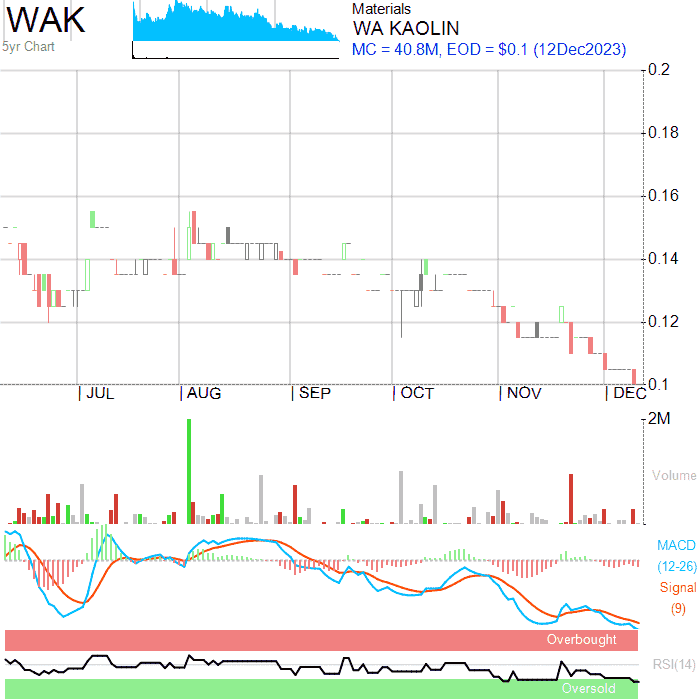 WAK
5yr Chart
Materials
WA KAOLIN
MC = 40.8M, EOD = $0.1 (12Dec2023)
0.2
0.18
0.16
0.14
0.12
0.1
JUL AUG SEP OCT NOV DEC
2M
Volume
MACD
(12-26)
Signal
(9)
Overbought
RSI(14)
Oversold